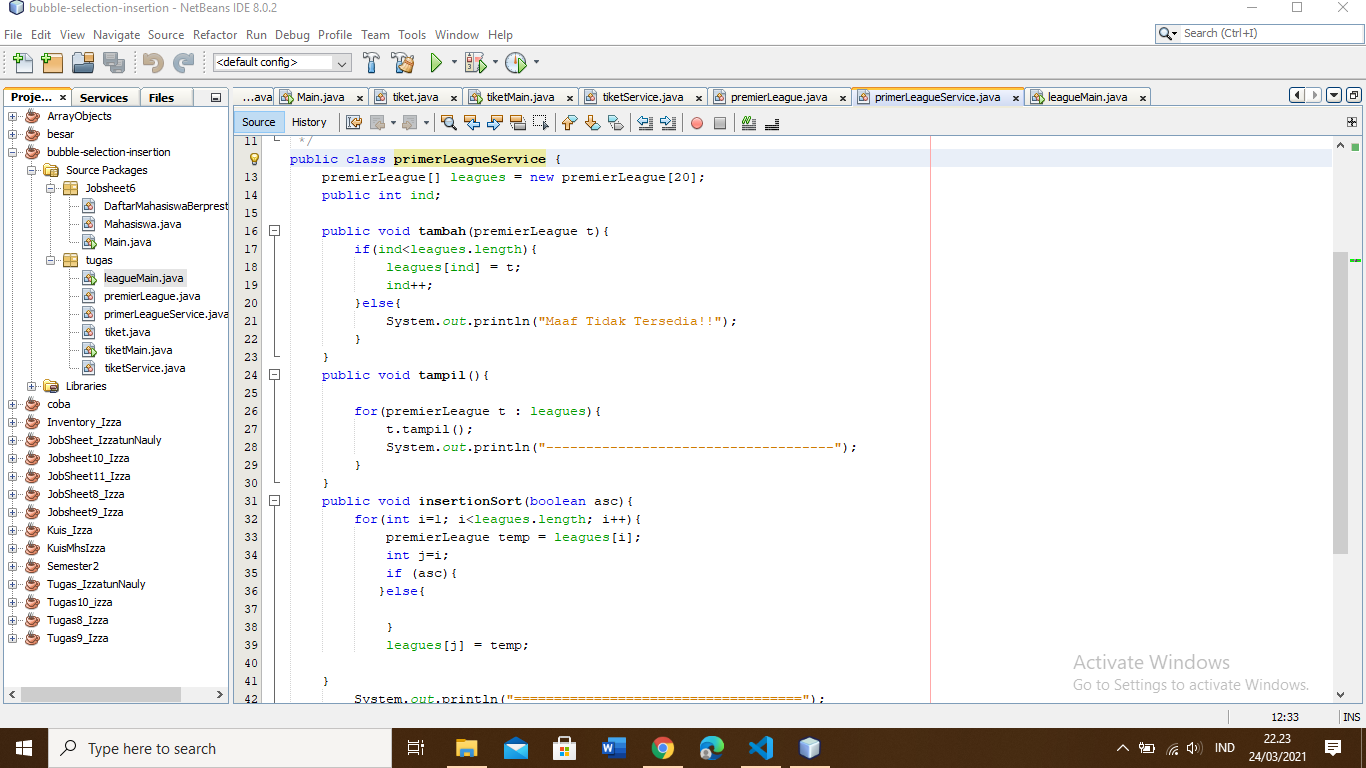 bubble-selection-insertion - NetBeans IDE 8.0.2
File Edit View Navigate Source Refactor Run Debug Profile Team Tools Window Help
Search (Ctrl+I)
<default config>
Proje... × Services Files
...ava Main.java × tiket.java × tiketMain.java × tiketService.java × premierLeague.java × primerLeagueService.java × leagueMain.java ×
Source History
ArrayObjects
besar
bubble-selection-insertion
Source Packages
Jobsheet6
DaftarMahasiswaBerprest
Mahasiswa.java
Main.java
tugas
leagueMain.java
premierLeague.java
primerLeagueService.java
tiket.java
tiketMain.java
tiketService.java
Libraries
coba
Inventory_Izza
JobSheet_IzzatunNauly
Jobsheet10_Izza
JobSheet11_Izza
JobSheet8_Izza
Jobsheet9_Izza
Kuis_Izza
KuisMhsIzza
Semester2
Tugas_IzzatunNauly
Tugas10_izza
Tugas8_Izza
Tugas9_Izza
11 */
public class primerLeagueService {
13 premierLeague[] leagues = new premierLeague[20];
14 public int ind;
15
16 public void tambah(premierLeague t){
17 if(ind<leagues.length){
18 leagues[ind] = t;
19 ind++;
20 }else{
21 System.out.println("Maaf Tidak Tersedia!!");
22 }
23 }
24 public void tampil(){
25
26 for(premierLeague t : leagues){
27 t.tampil();
28 System.out.println("------------------------------------");
29 }
30 }
31 public void insertionSort(boolean asc){
32 for(int i=1; i<leagues.length; i++){
33 premierLeague temp = leagues[i];
34 int j=i;
35 if (asc){
36 }else{
37
38 }
39 leagues[j] = temp;
40
41 }
42 System.out.println("====================================");
Activate Windows
Go to Settings to activate Windows.
12:33 INS
Type here to search
IND
22.23
24/03/2021